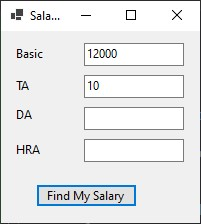 Sala...
Basic 12000
TA 10
DA
HRA
Find My Salary